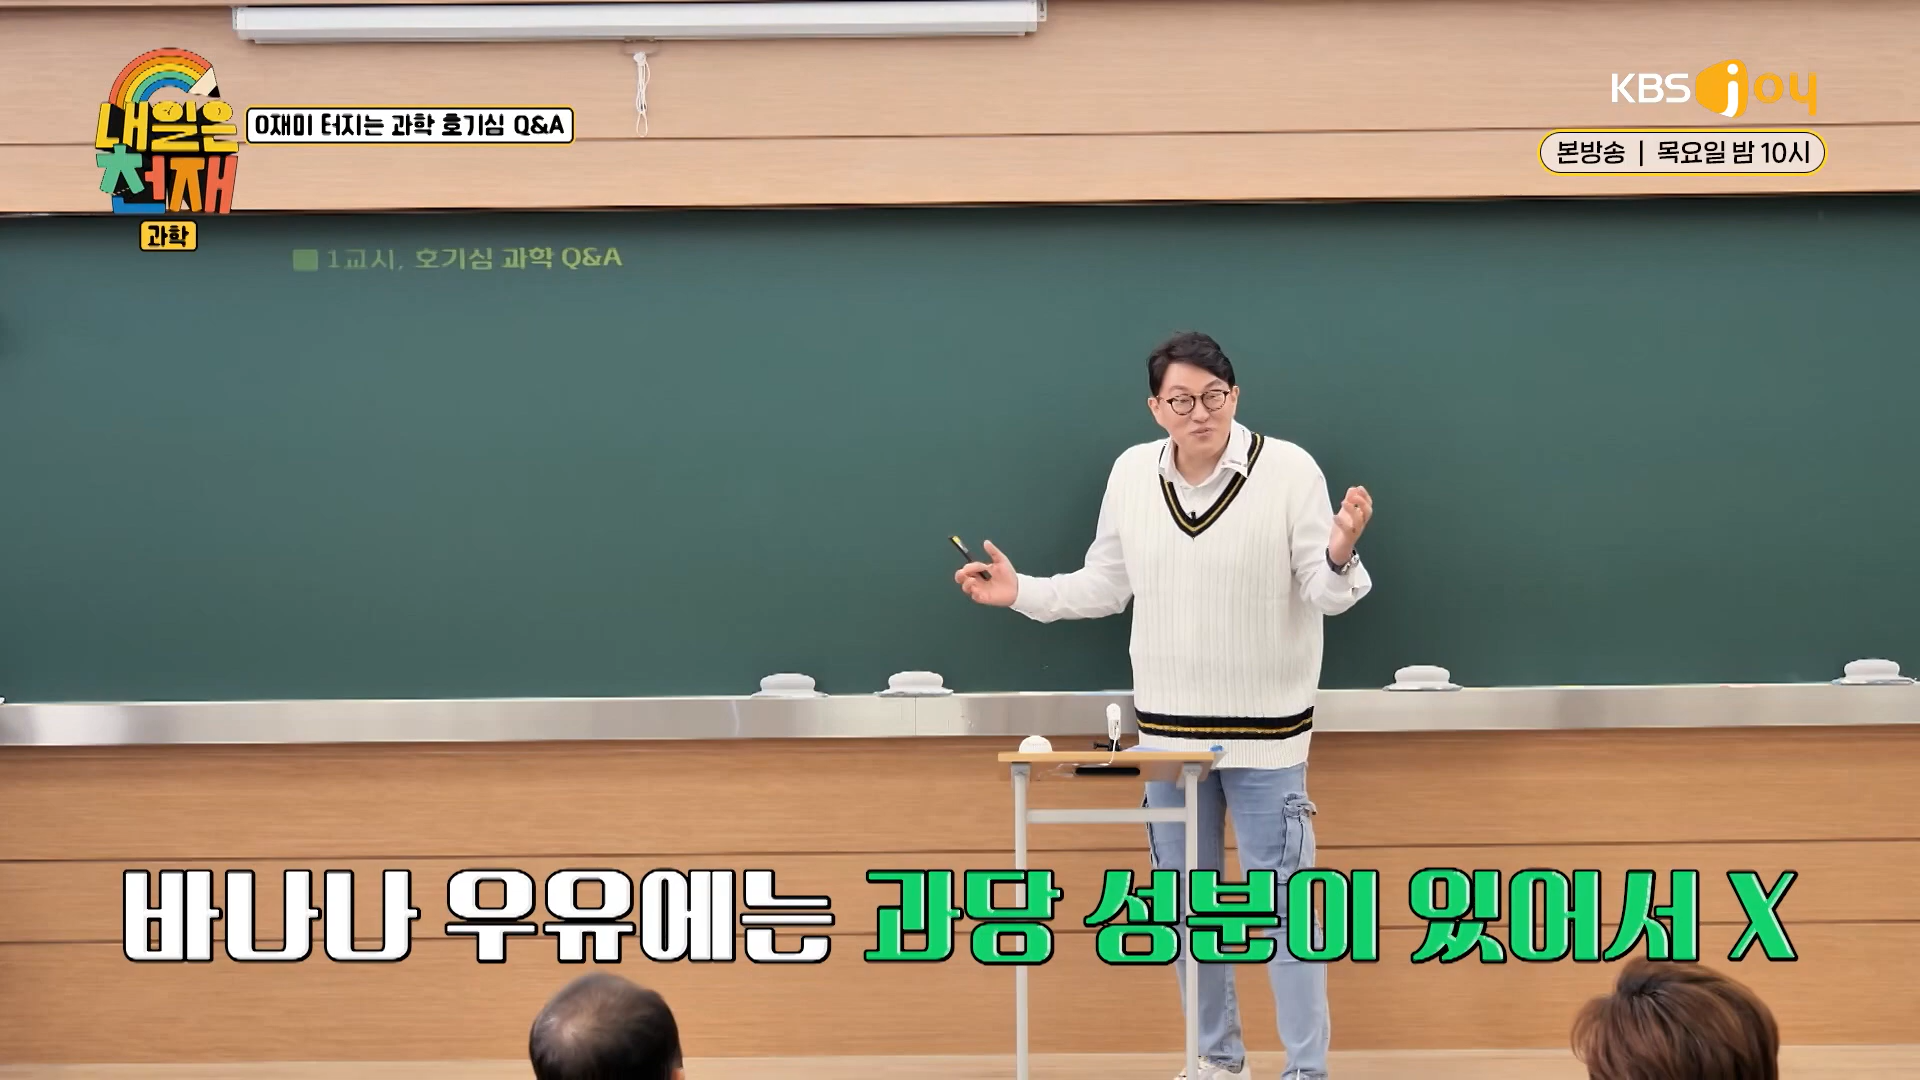 내일은
천재
과학
0재미 터지는 과학 호기심 Q&A
KBS joy
본방송 | 목요일 밤 10시
1교시, 호기심 과학 Q&A
바나나 우유에는 과당 성분이 있어서 X